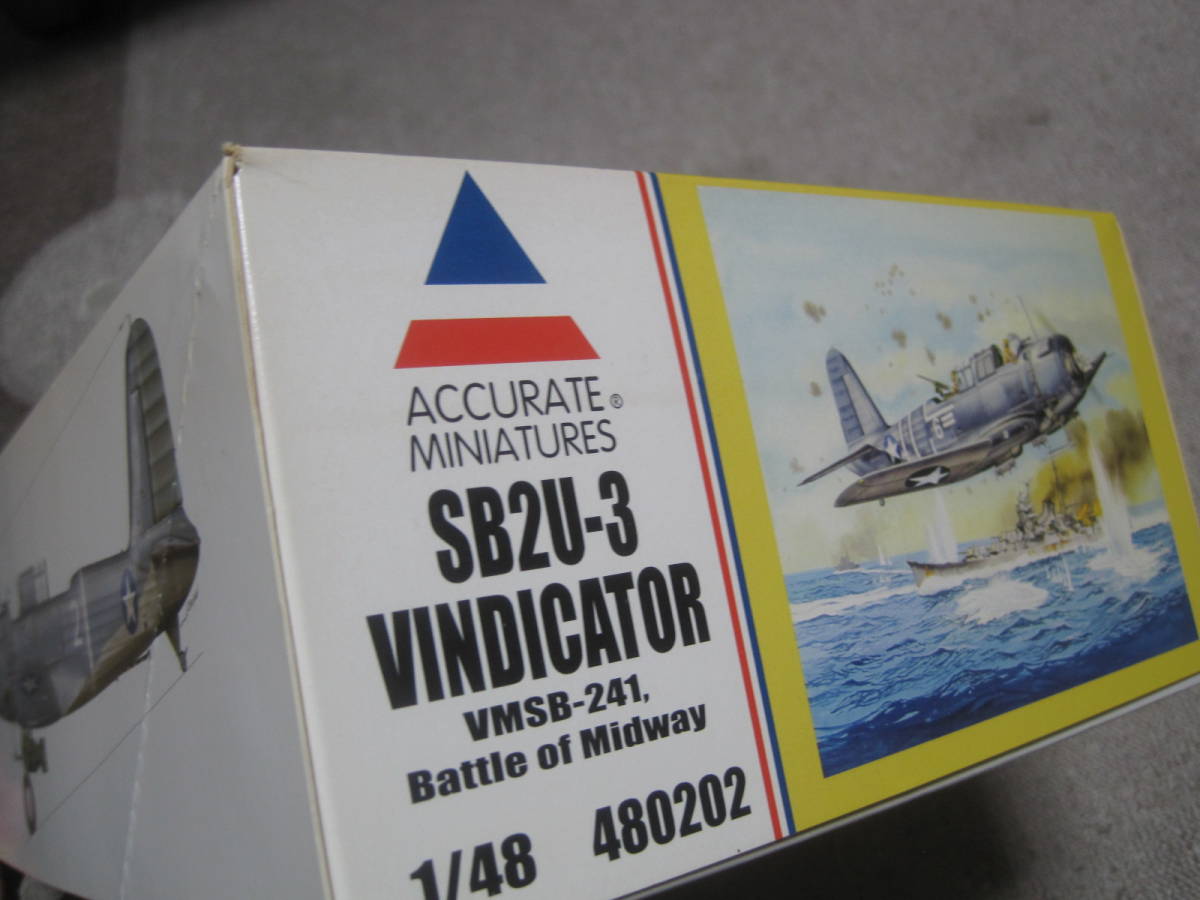 ACCURATE®
MINIATURES
SB2U-3
VINDICATOR
VMSB-241,
Battle of Midway
1/48 480202